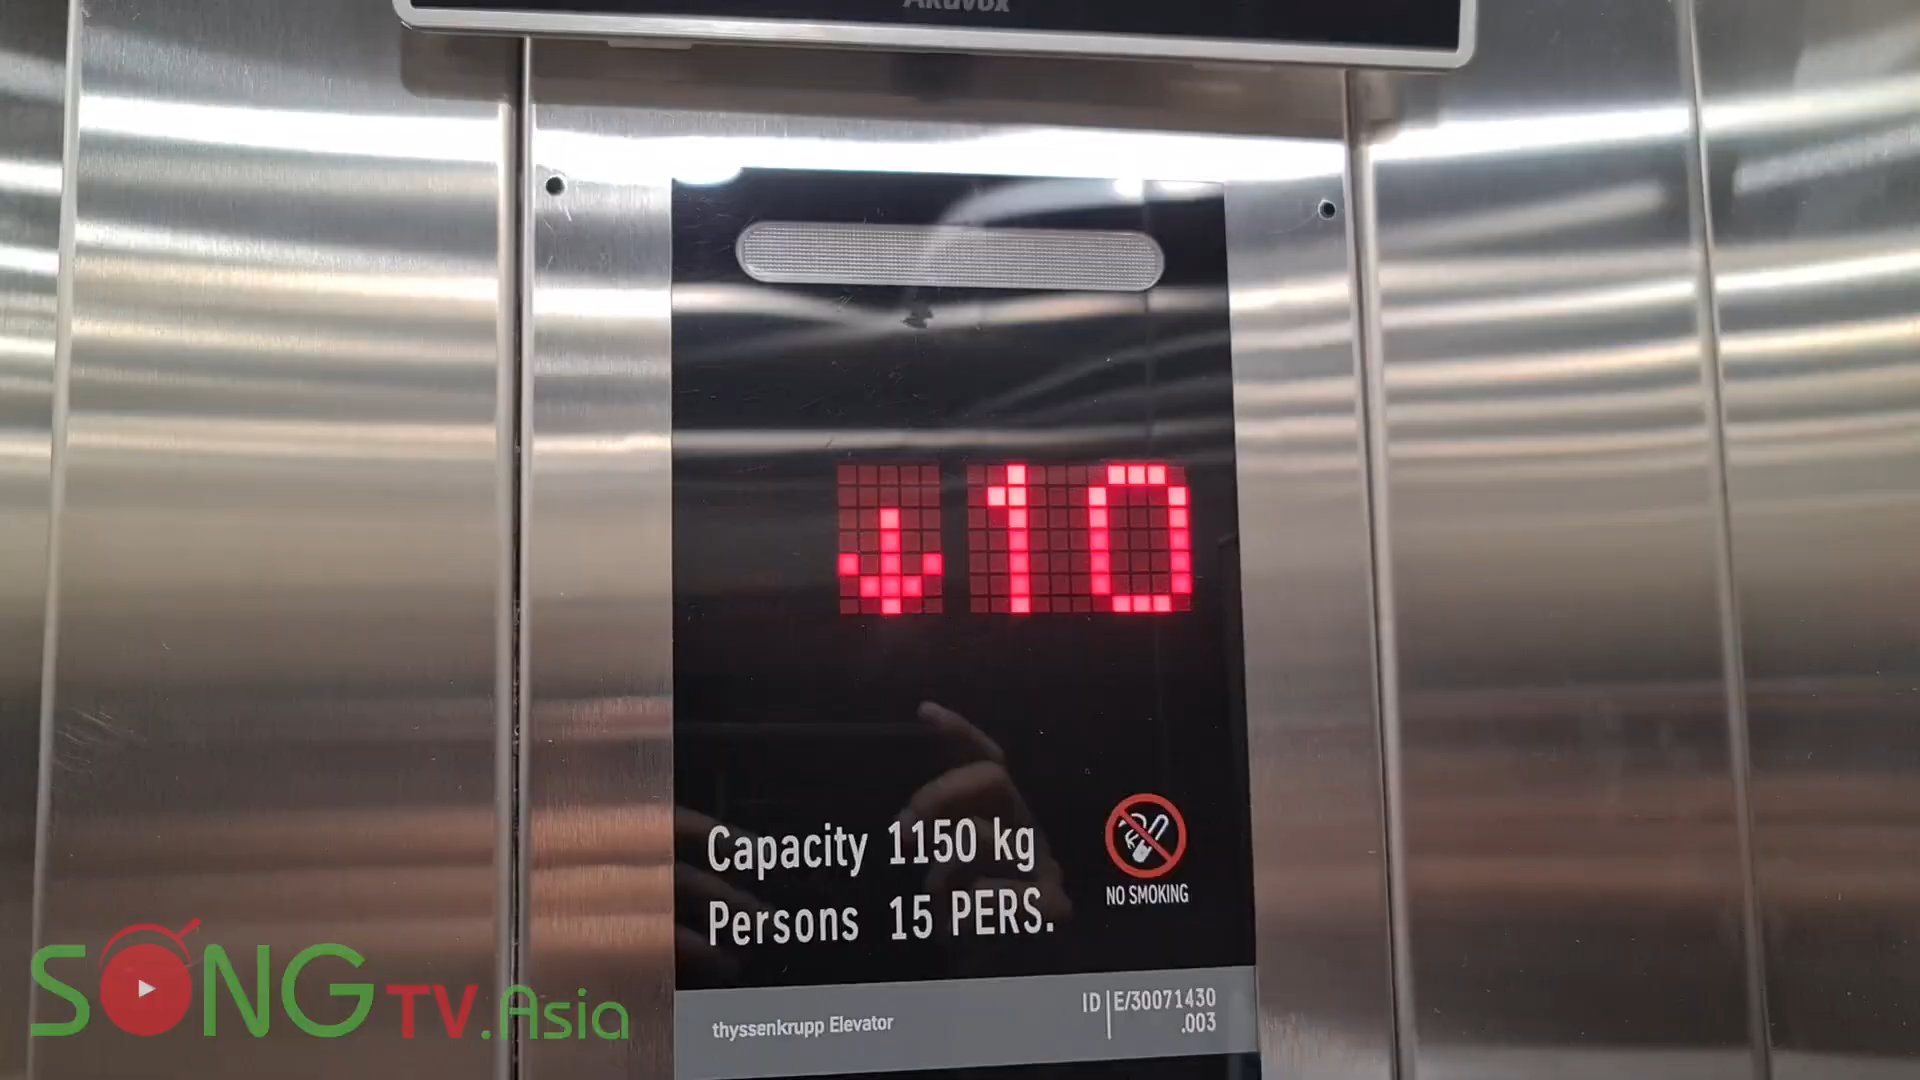 Akuvox
10
Capacity 1150 kg
Persons 15 PERS.
NO SMOKING
thyssenkrupp Elevator
ID E/30071430
.003
SONG TV.Asia